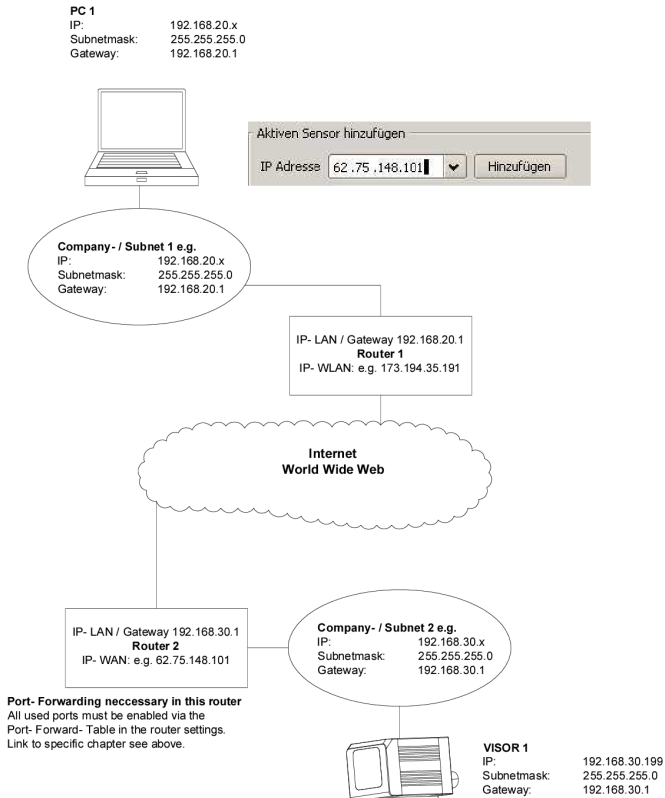 PC 1
IP: 192.168.20.x
Subnetmask: 255.255.255.0
Gateway: 192.168.20.1
Aktiven Sensor hinzufügen
IP Adresse 62 .75 .148.101 Hinzufügen
Company- / Subnet 1 e.g.
IP: 192.168.20.x
Subnetmask: 255.255.255.0
Gateway: 192.168.20.1
IP- LAN / Gateway 192.168.20.1
Router 1
IP- WLAN: e.g. 173.194.35.191
Internet
World Wide Web
IP- LAN / Gateway 192.168.30.1
Router 2
IP- WAN: e.g. 62.75.148.101
Company- / Subnet 2 e.g.
IP: 192.168.30.x
Subnetmask: 255.255.255.0
Gateway: 192.168.30.1
Port- Forwarding neccessary in this router
All used ports must be enabled via the
Port- Forward- Table in the router settings.
Link to specific chapter see above.
VISOR 1
IP: 192.168.30.199
Subnetmask: 255.255.255.0
Gateway: 192.168.30.1